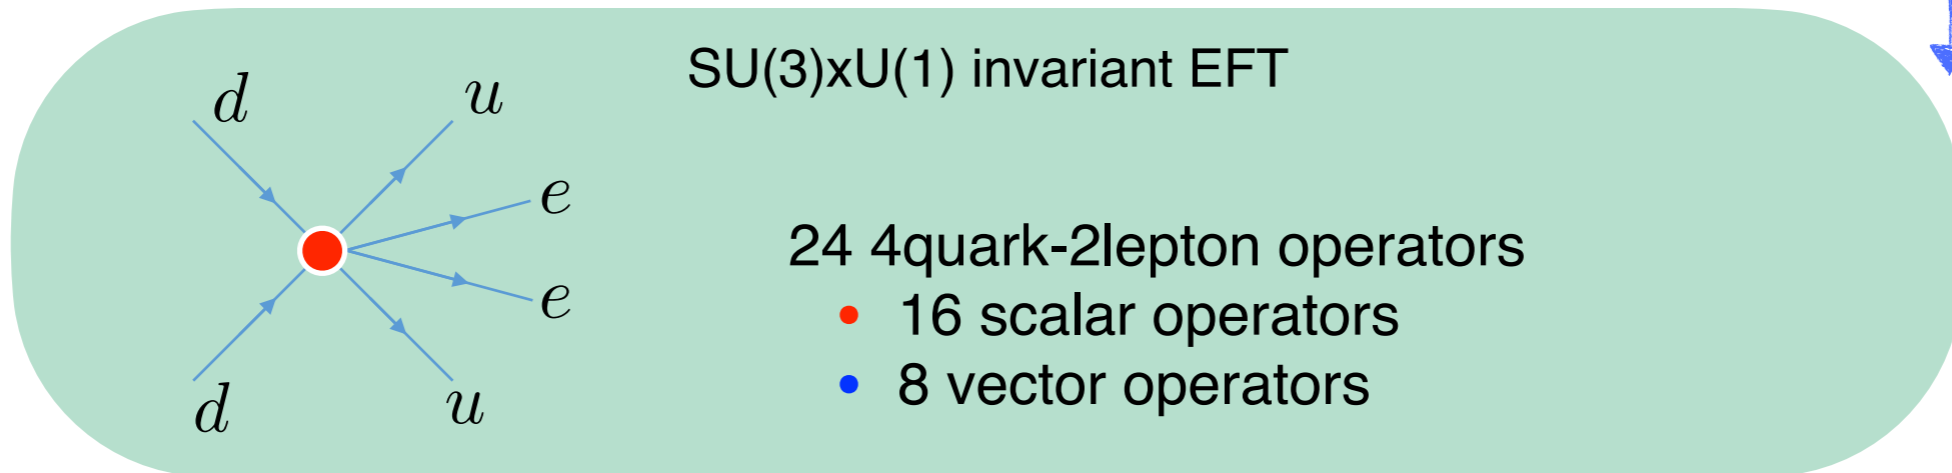 SU(3)xU(1) invariant EFT
d
u
e
e
d
u
24 4quark-2lepton operators
• 16 scalar operators
• 8 vector operators